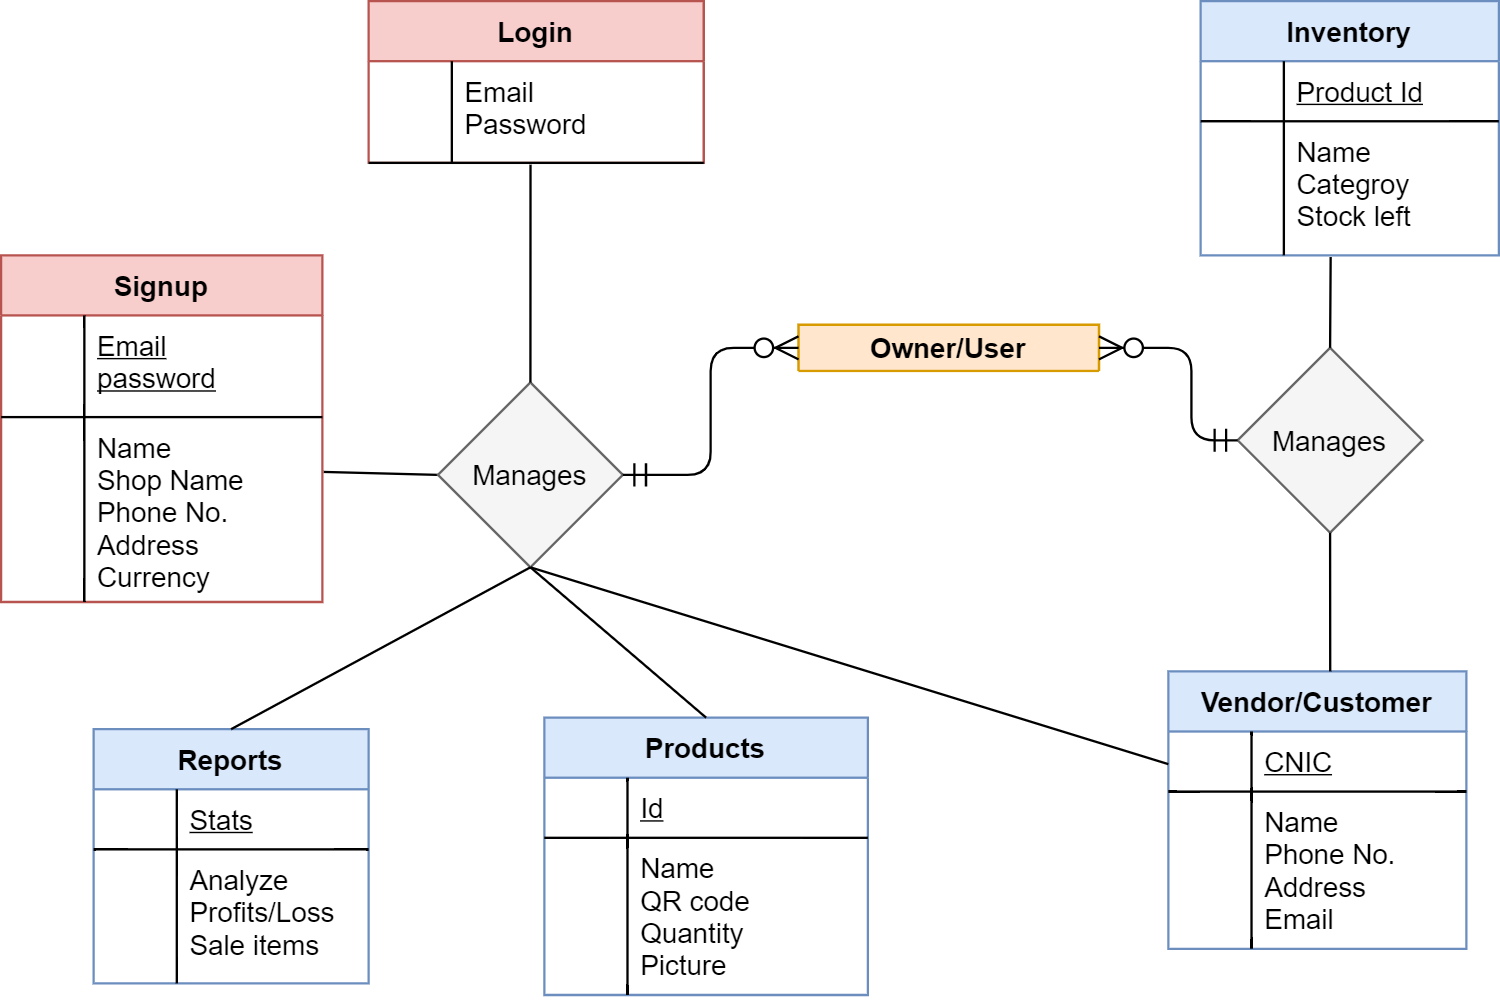 Login
Email
Password
Inventory
Product Id
Name
Categroy
Stock left
Signup
Email
password
Name
Shop Name
Phone No.
Address
Currency
Owner/User
Manages
Manages
Reports
Stats
Analyze
Profits/Loss
Sale items
Products
Id
Name
QR code
Quantity
Picture
Vendor/Customer
CNIC
Name
Phone No.
Address
Email